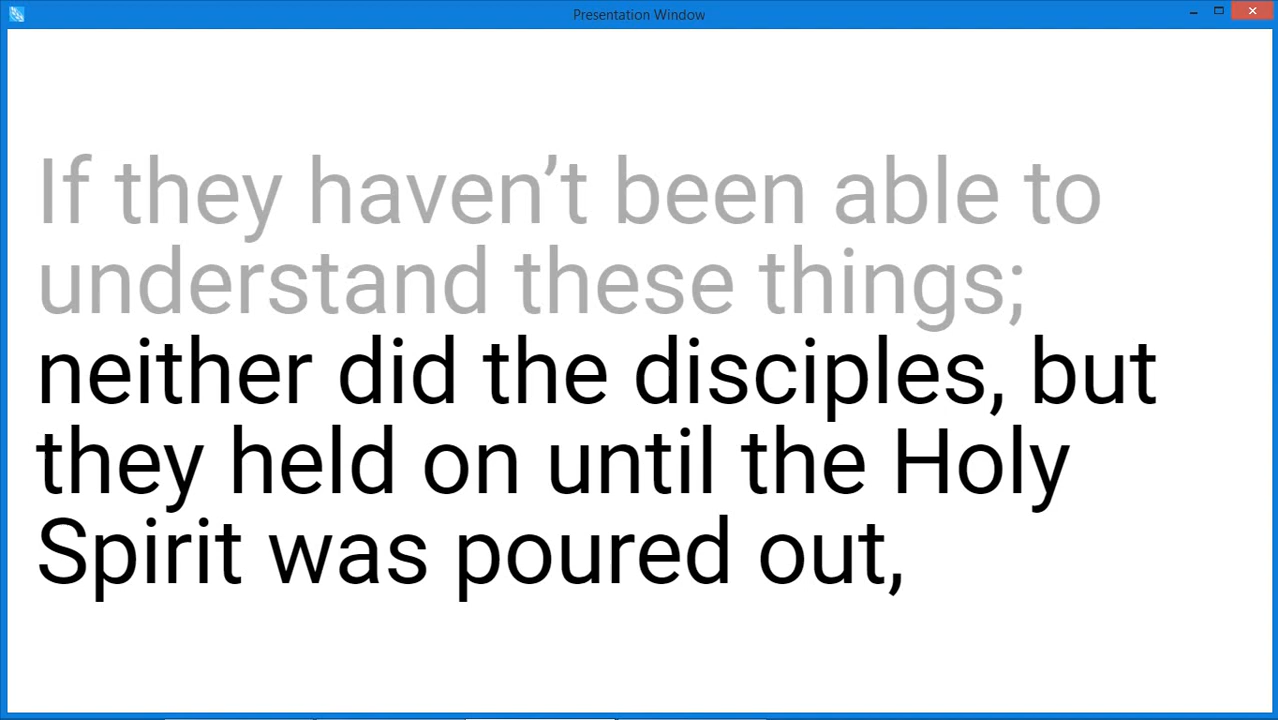 Presentation Window
If they haven’t been able to
understand these things;
neither did the disciples, but
they held on until the Holy
Spirit was poured out,